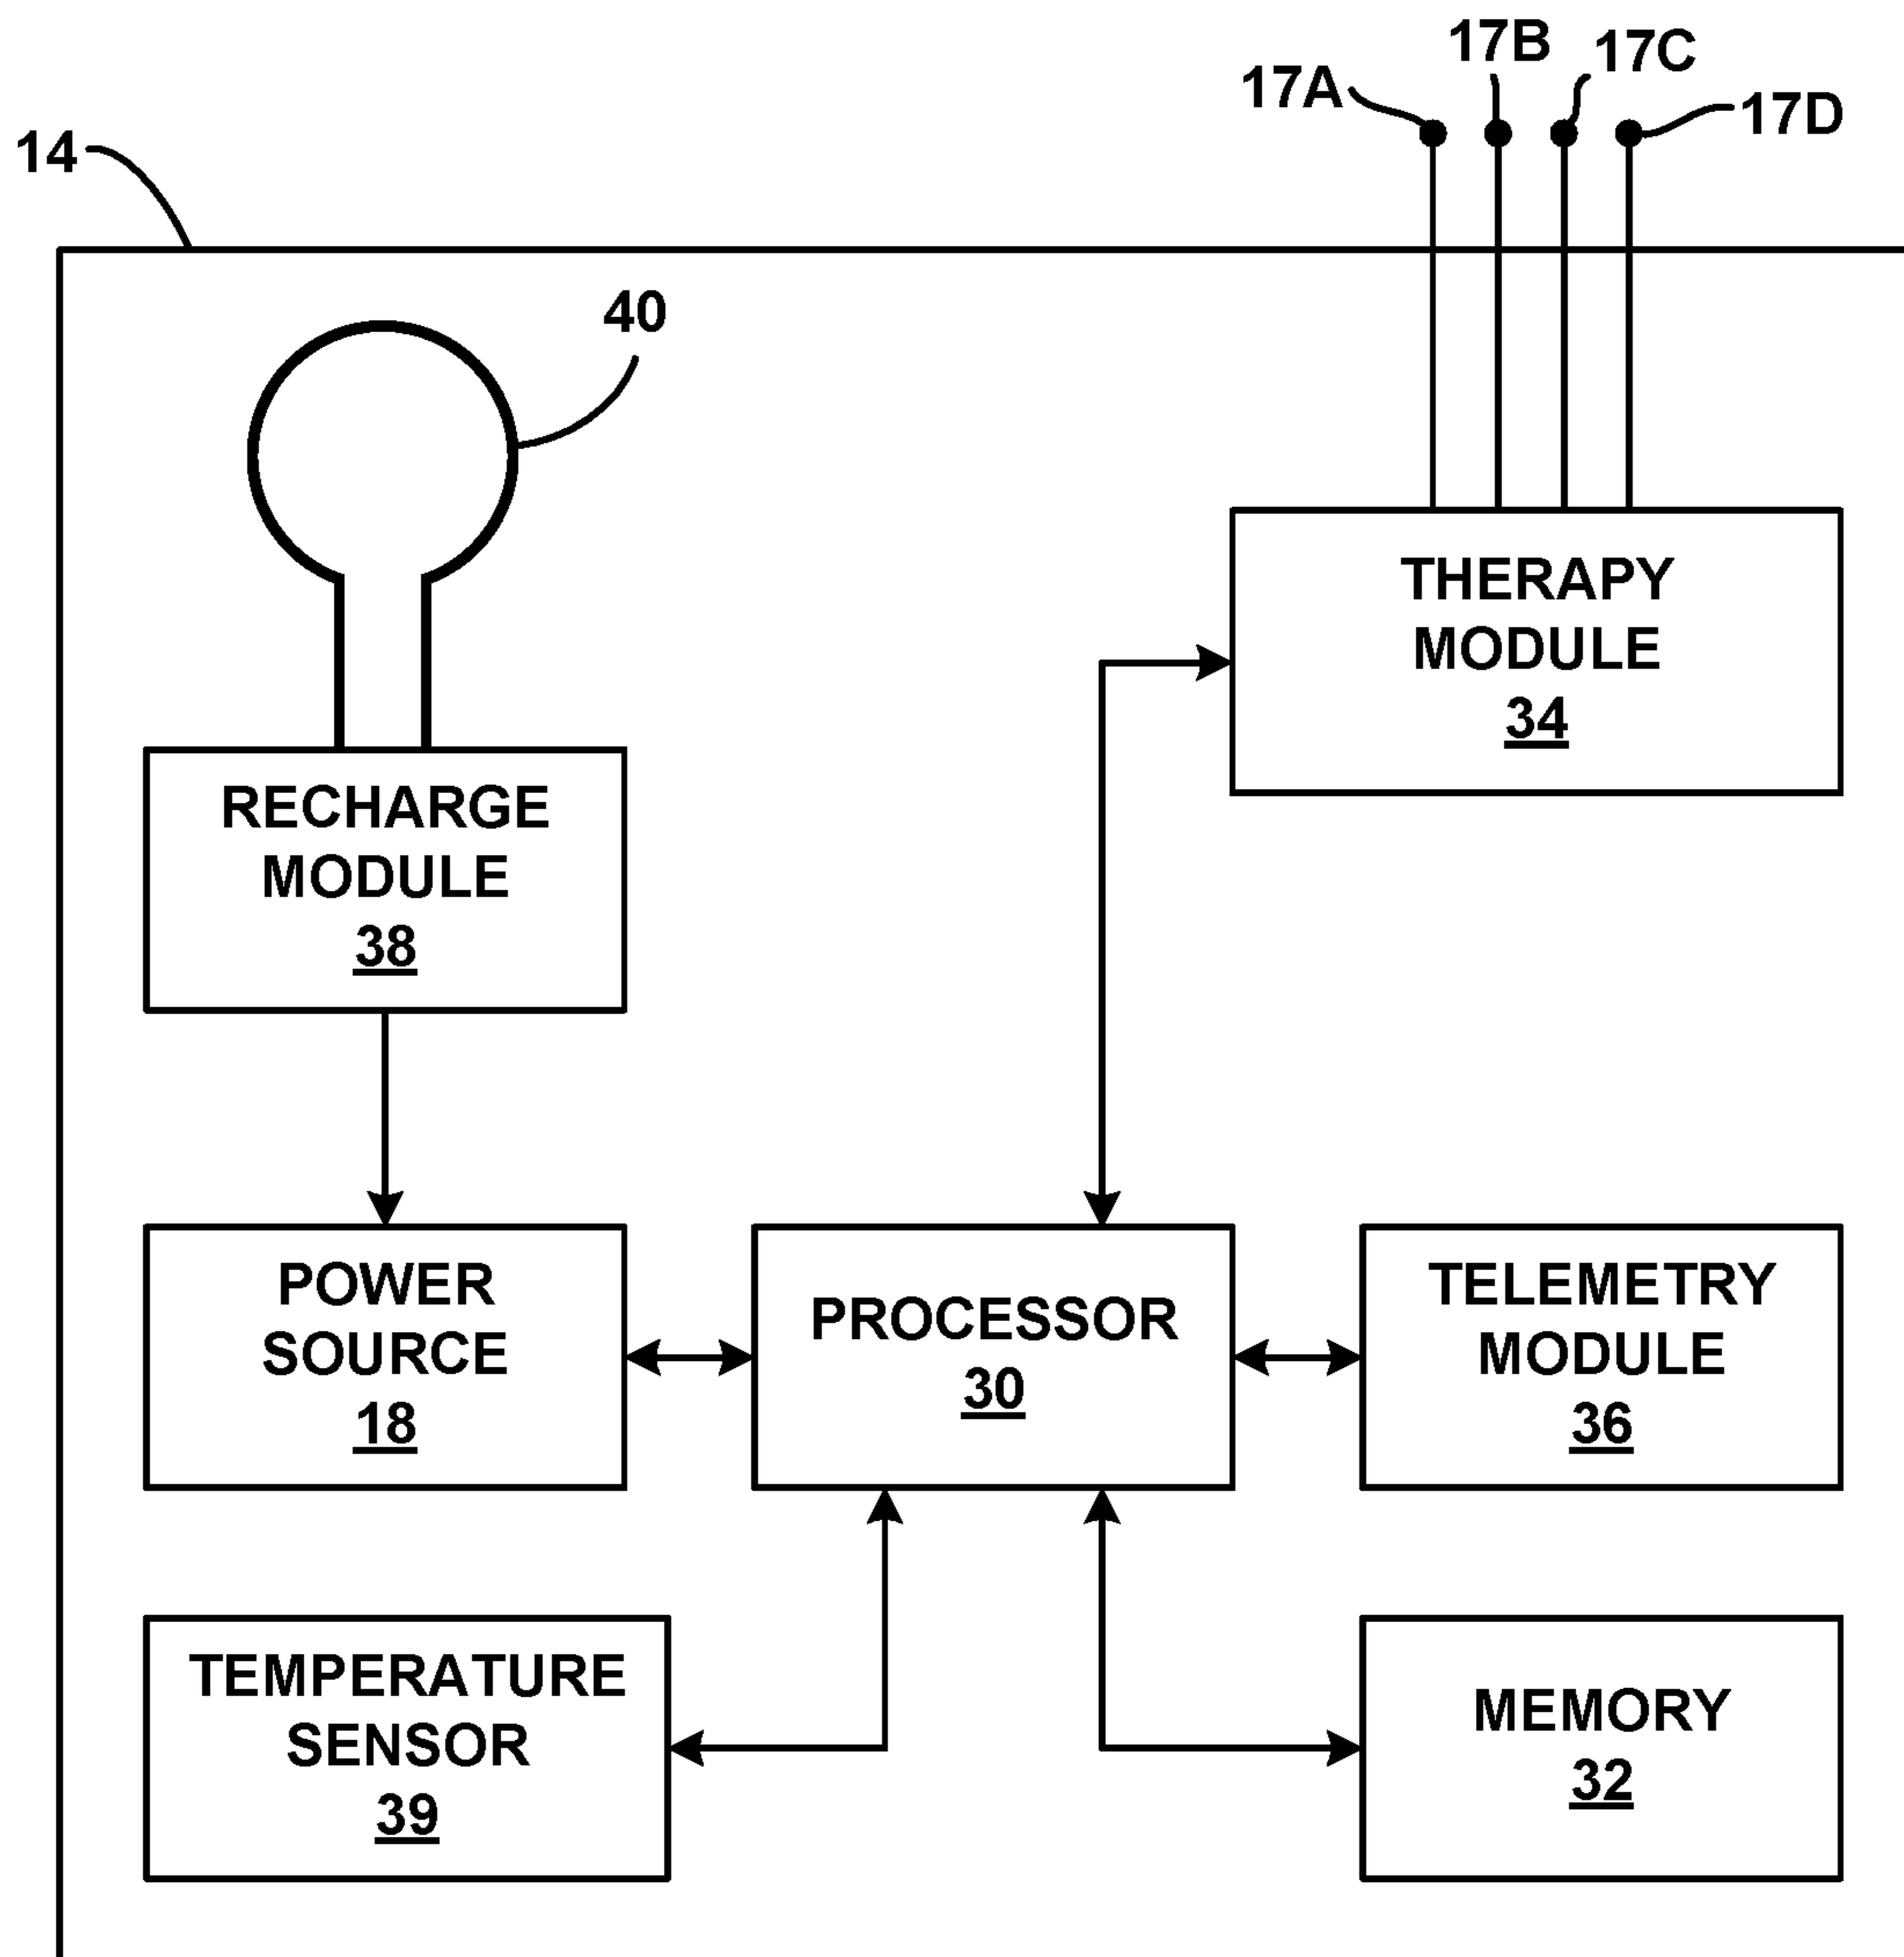 17B
17C
17A
17D
14
40
THERAPY
MODULE
34
RECHARGE
MODULE
38
POWER
SOURCE
18
PROCESSOR
30
TELEMETRY
MODULE
36
TEMPERATURE
SENSOR
39
MEMORY
32